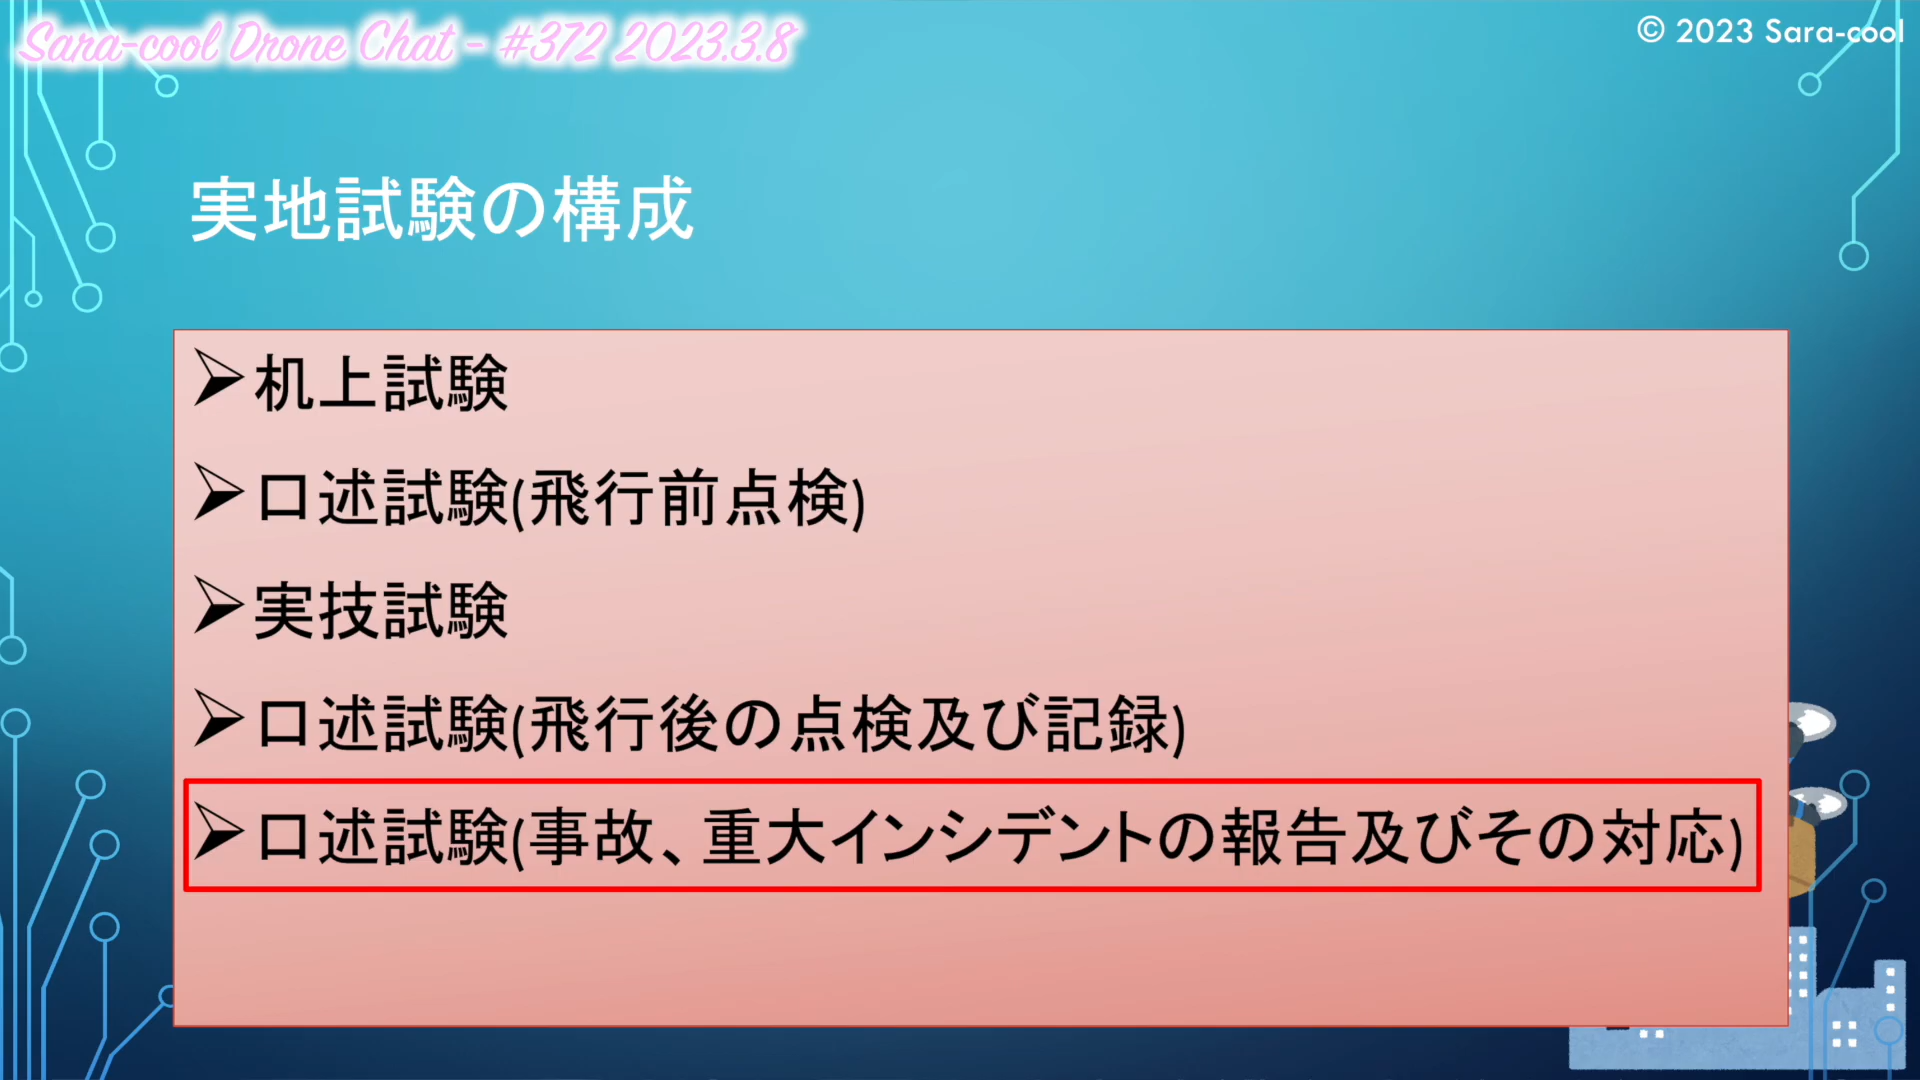 Sara-cool Drone Chat - #372 2023.3.8
© 2023 Sara-cool
実地試験の構成
➢机上試験
➢口述試験(飛行前点検)
➢実技試験
➢口述試験(飛行後の点検及び記録)
➢口述試験(事故、重大インシデントの報告及びその対応)